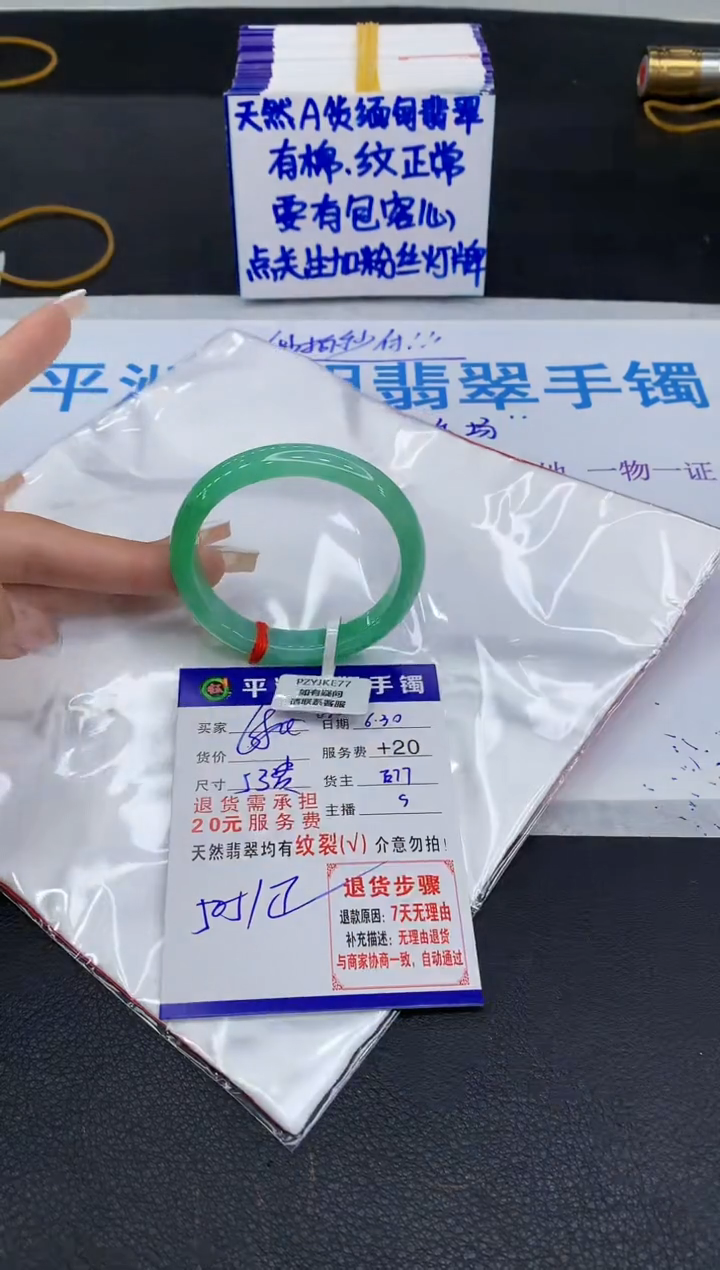 天然A货缅甸翡翠
有棉、纹正常
要有包容心
点关注加粉丝灯牌
平洲 翡翠手镯
场
一物一证
平 手镯
PZYJKE77
如有疑问
请联系客服
买家 日期 6.30
货价 服务费 +20
尺寸 53贵 货主 E77
退货需承担 主播 5
20元服务费
天然翡翠均有纹裂(√) 介意勿拍!
退货步骤
退款原因: 7天无理由
补充描述: 无理由退货
与商家协商一致, 自动通过